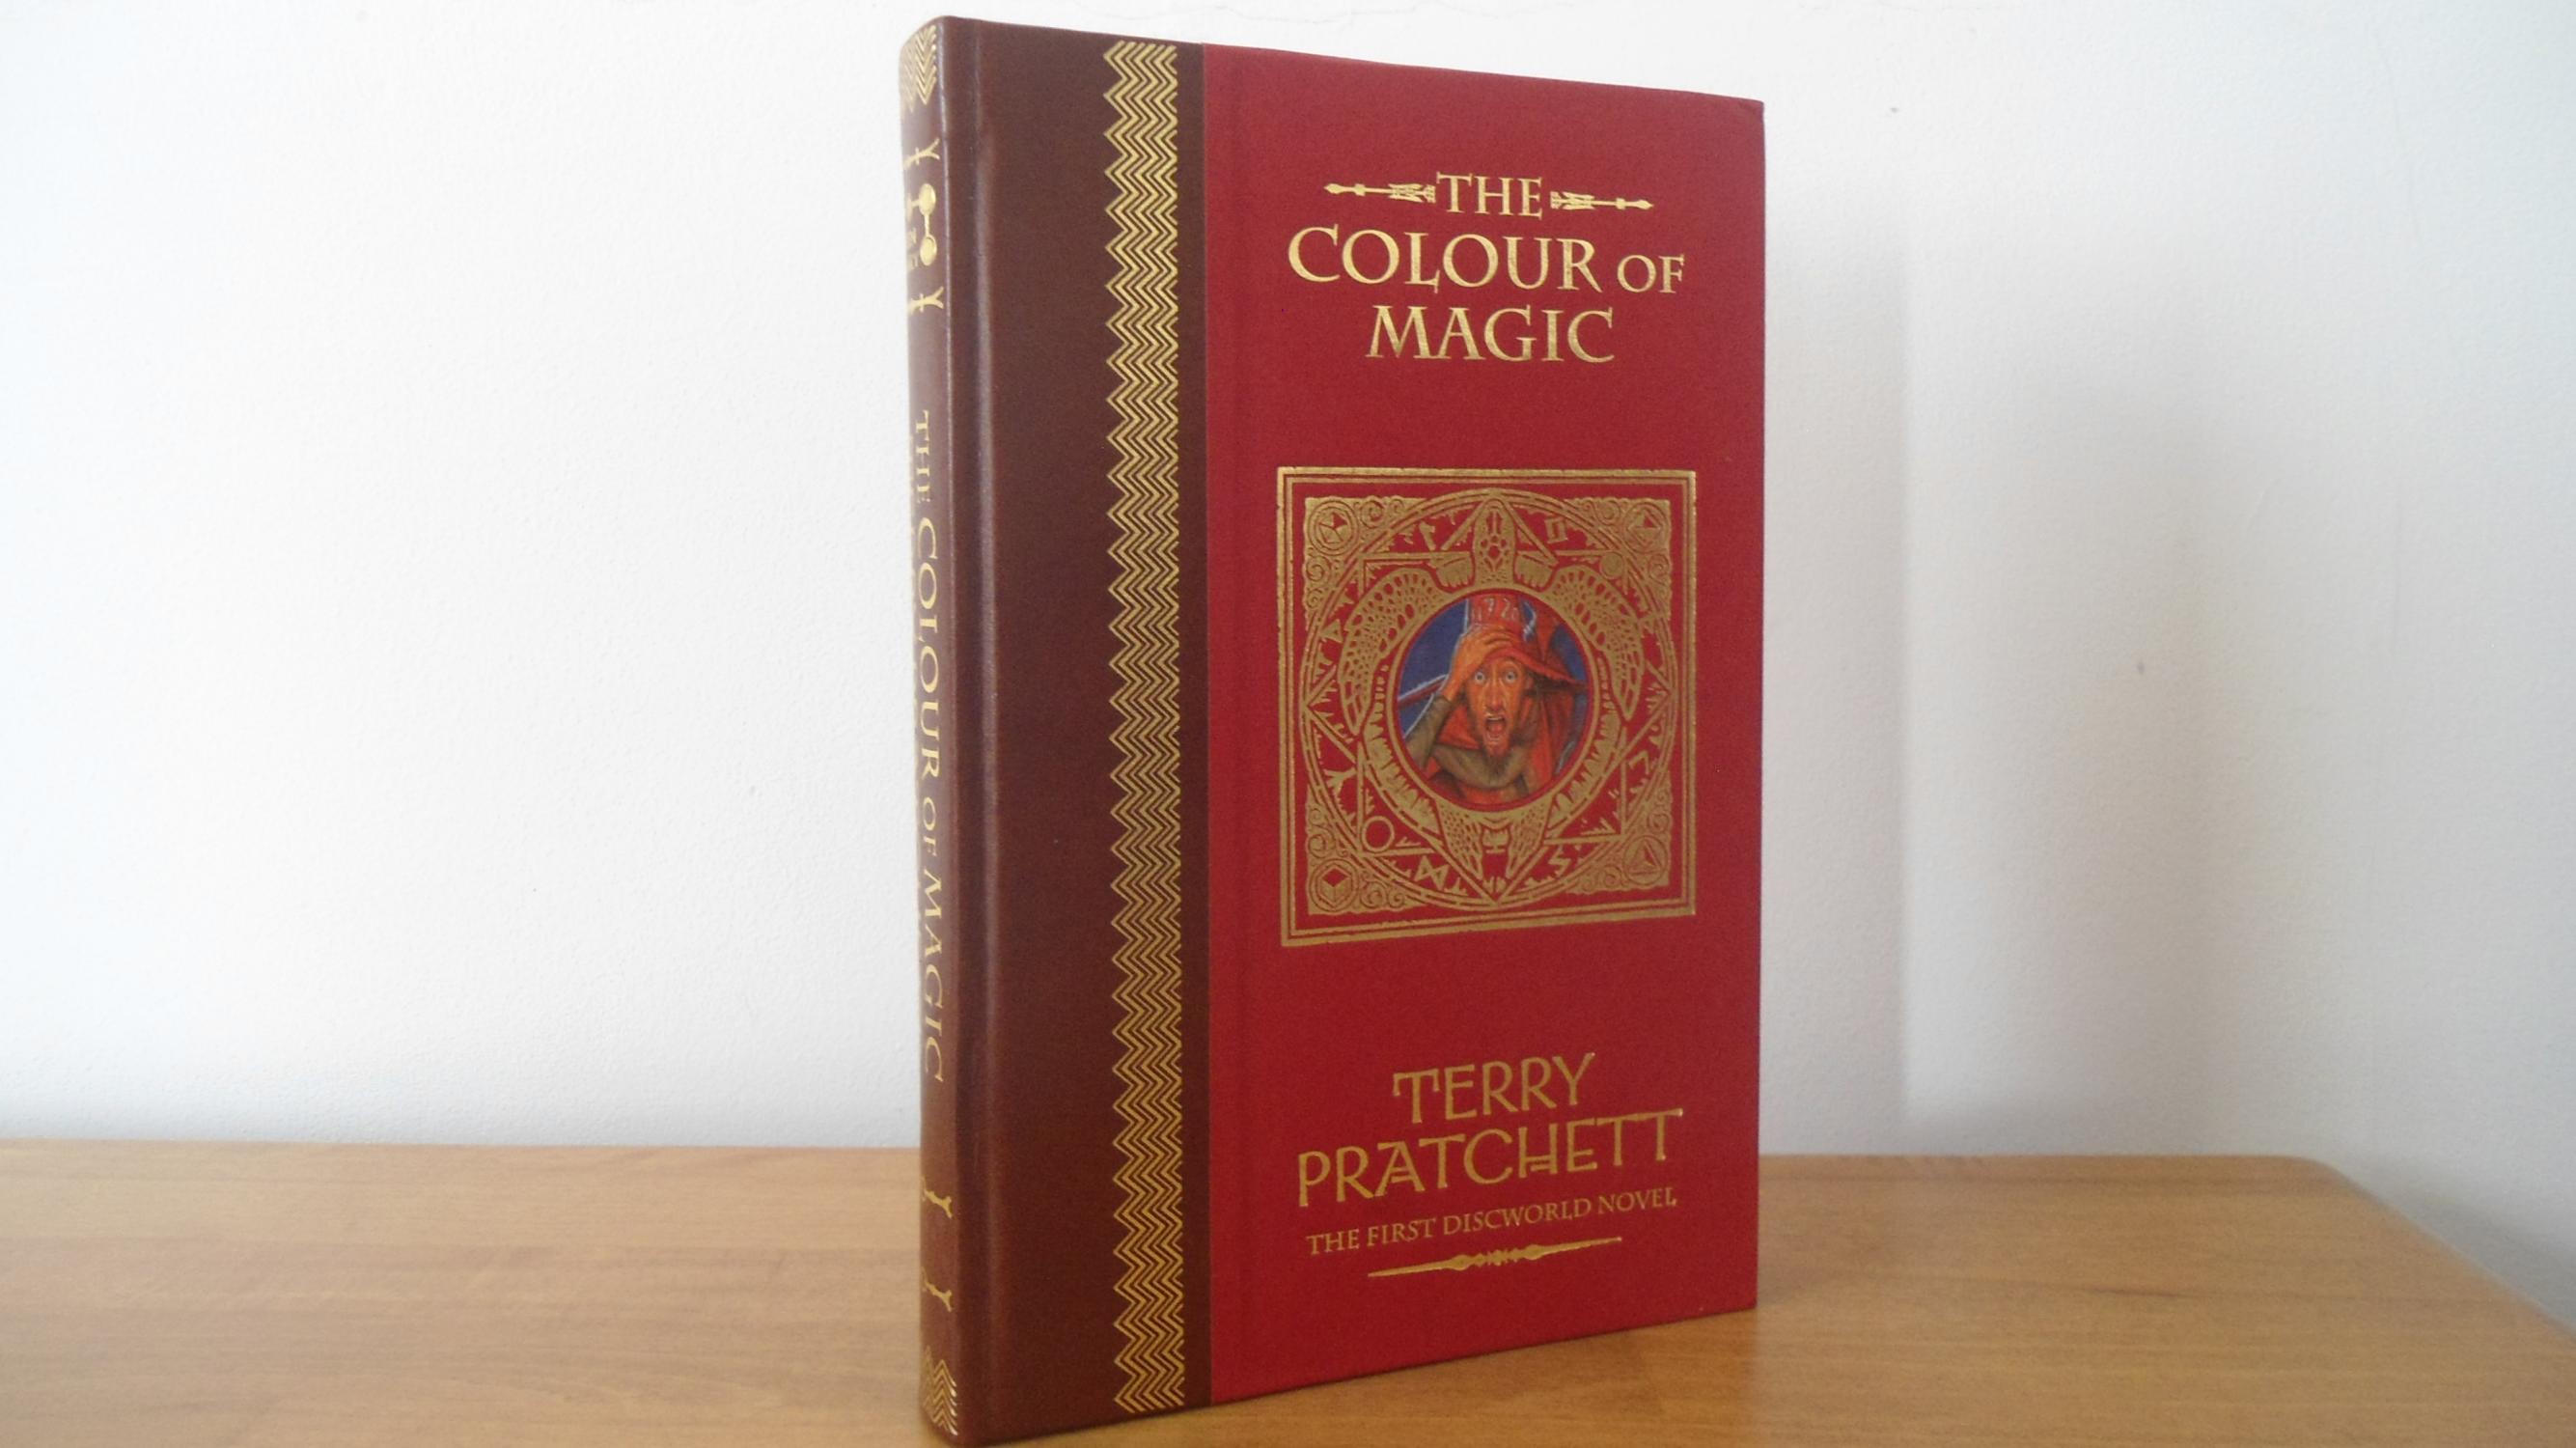 THE COLOUR OF MAGIC
THE
COLOUR OF
MAGIC
TERRY
PRATCHETT
THE FIRST DISCWORLD NOVEL